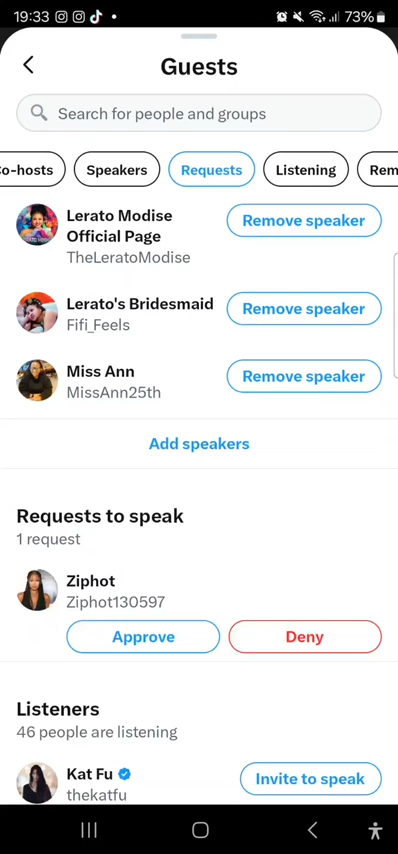 19:33
73%
Guests
Search for people and groups
o-hosts
Speakers
Requests
Listening
Rem
Lerato Modise
Official Page
TheLeratoModise
Remove speaker
Lerato's Bridesmaid
Fifi_Feels
Remove speaker
Miss Ann
MissAnn25th
Remove speaker
Add speakers
Requests to speak
1 request
Ziphot
Ziphot130597
Approve
Deny
Listeners
46 people are listening
Kat Fu
thekatfu
Invite to speak